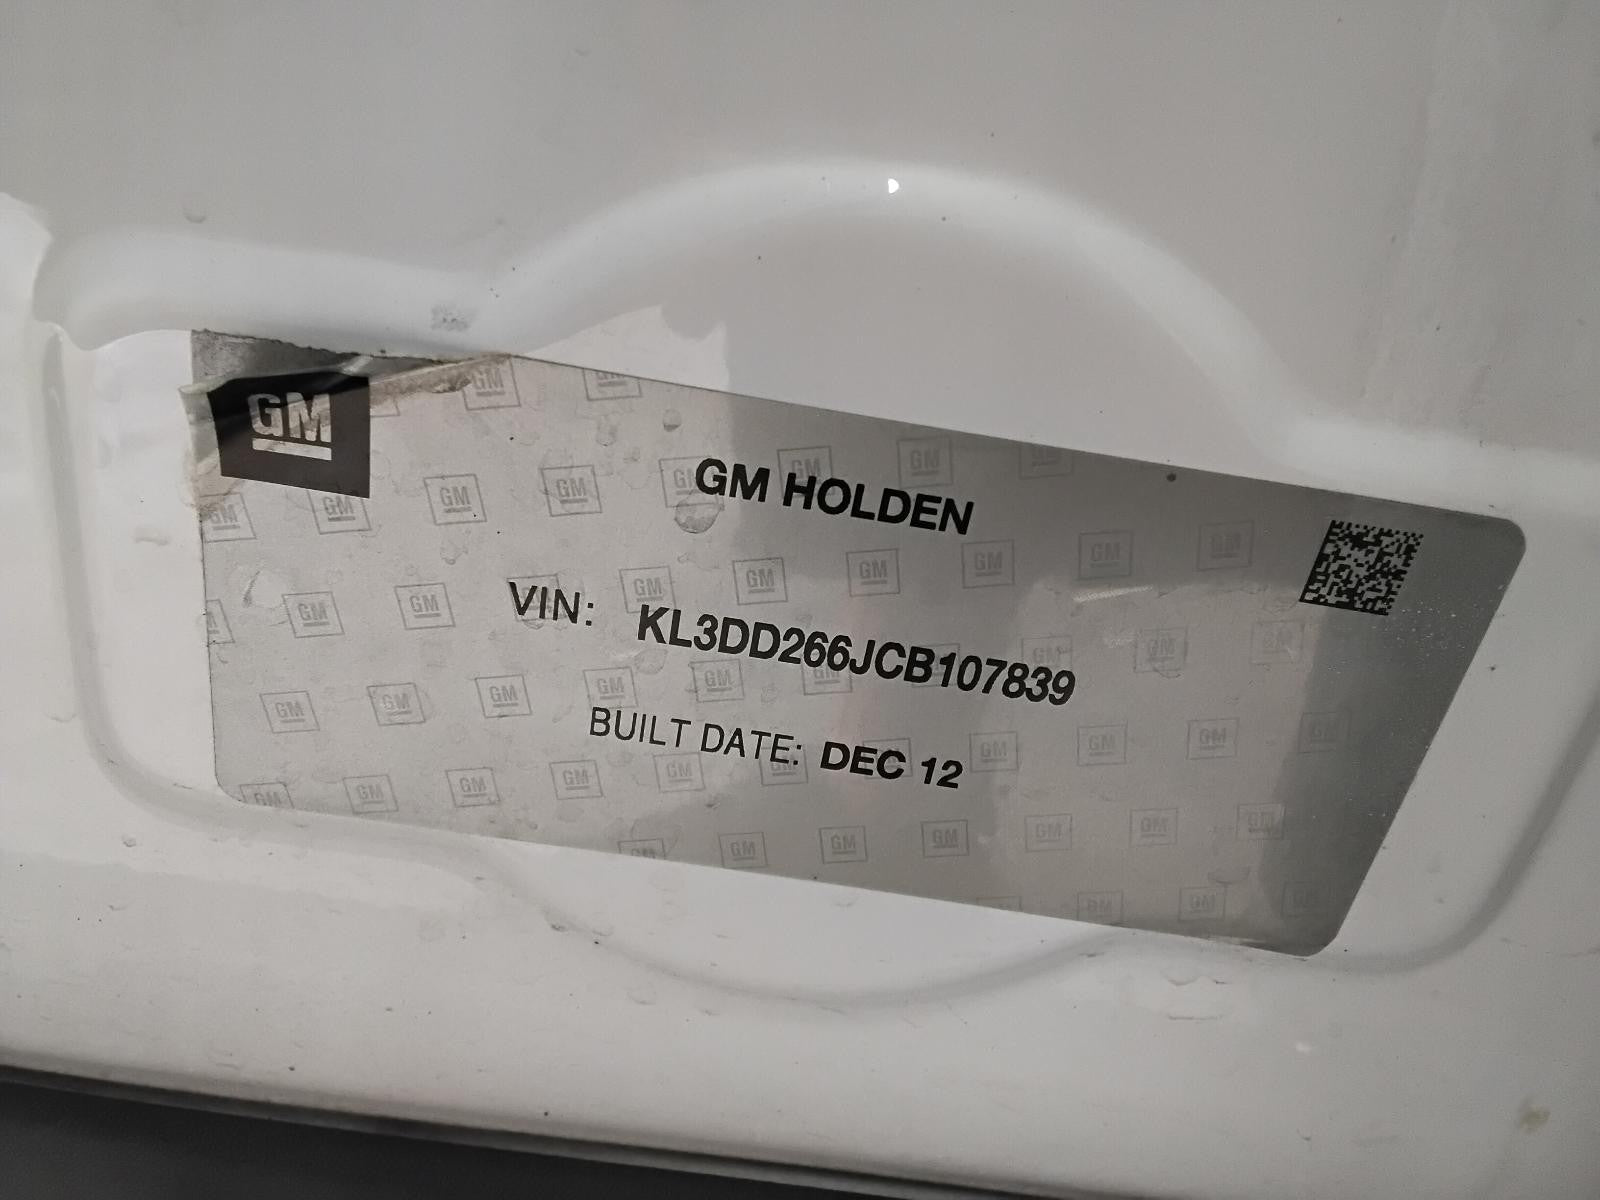 GM
GM HOLDEN
VIN: KL3DD266JCB107839
BUILT DATE: DEC 12